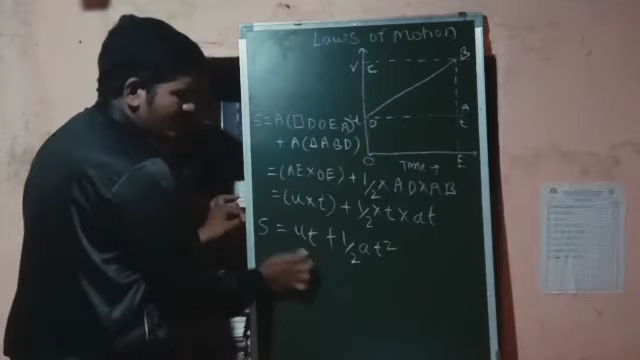 Laws of Motion
V C B
S=A(□DOEA) u D A
t
+ A(△ABD)
O Time → E
=(AE×OE) + 1/2 × AD×AB
=(u×t) + 1/2 × t × at
S = ut + 1/2 at2